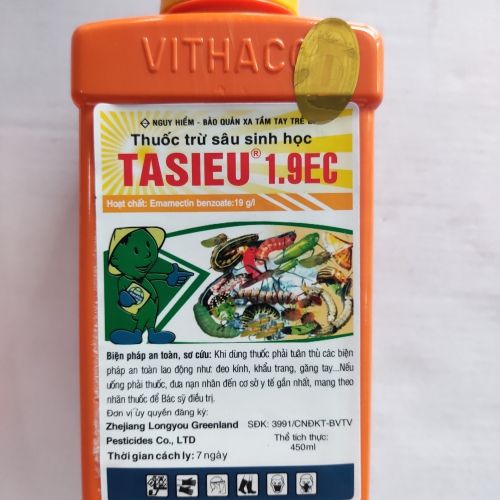 VITHACO
NGUY HIỂM - BẢO QUẢN XA TẦM TAY TRẺ
Thuốc trừ sâu sinh học
TASIEU® 1.9EC
Hoạt chất: Emamectin benzoate:19 g/l
Biện pháp an toàn, sơ cứu: Khi dùng thuốc phải tuân thủ các biện
pháp an toàn lao động như: đeo kính, khẩu trang, găng tay...Nếu
uống phải thuốc, đưa nạn nhân đến cơ sở y tế gần nhất, mang theo
nhãn thuốc để Bác sỹ điều trị.
Đơn vị ủy quyền đăng ký:
Zhejiang Longyou Greenland
Pesticides Co., LTD
SĐK: 3991/CNĐKT-BVTV
Thể tích thực:
450ml
Thời gian cách ly: 7 ngày